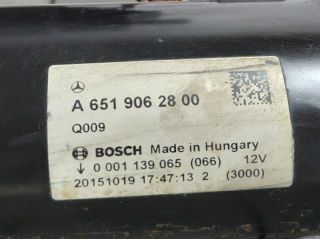 A 651 906 28 00
Q009
BOSCH Made in Hungary
↓ 0 001 139 065 (066) 12V
20151019 17:47:13 2 (3000)